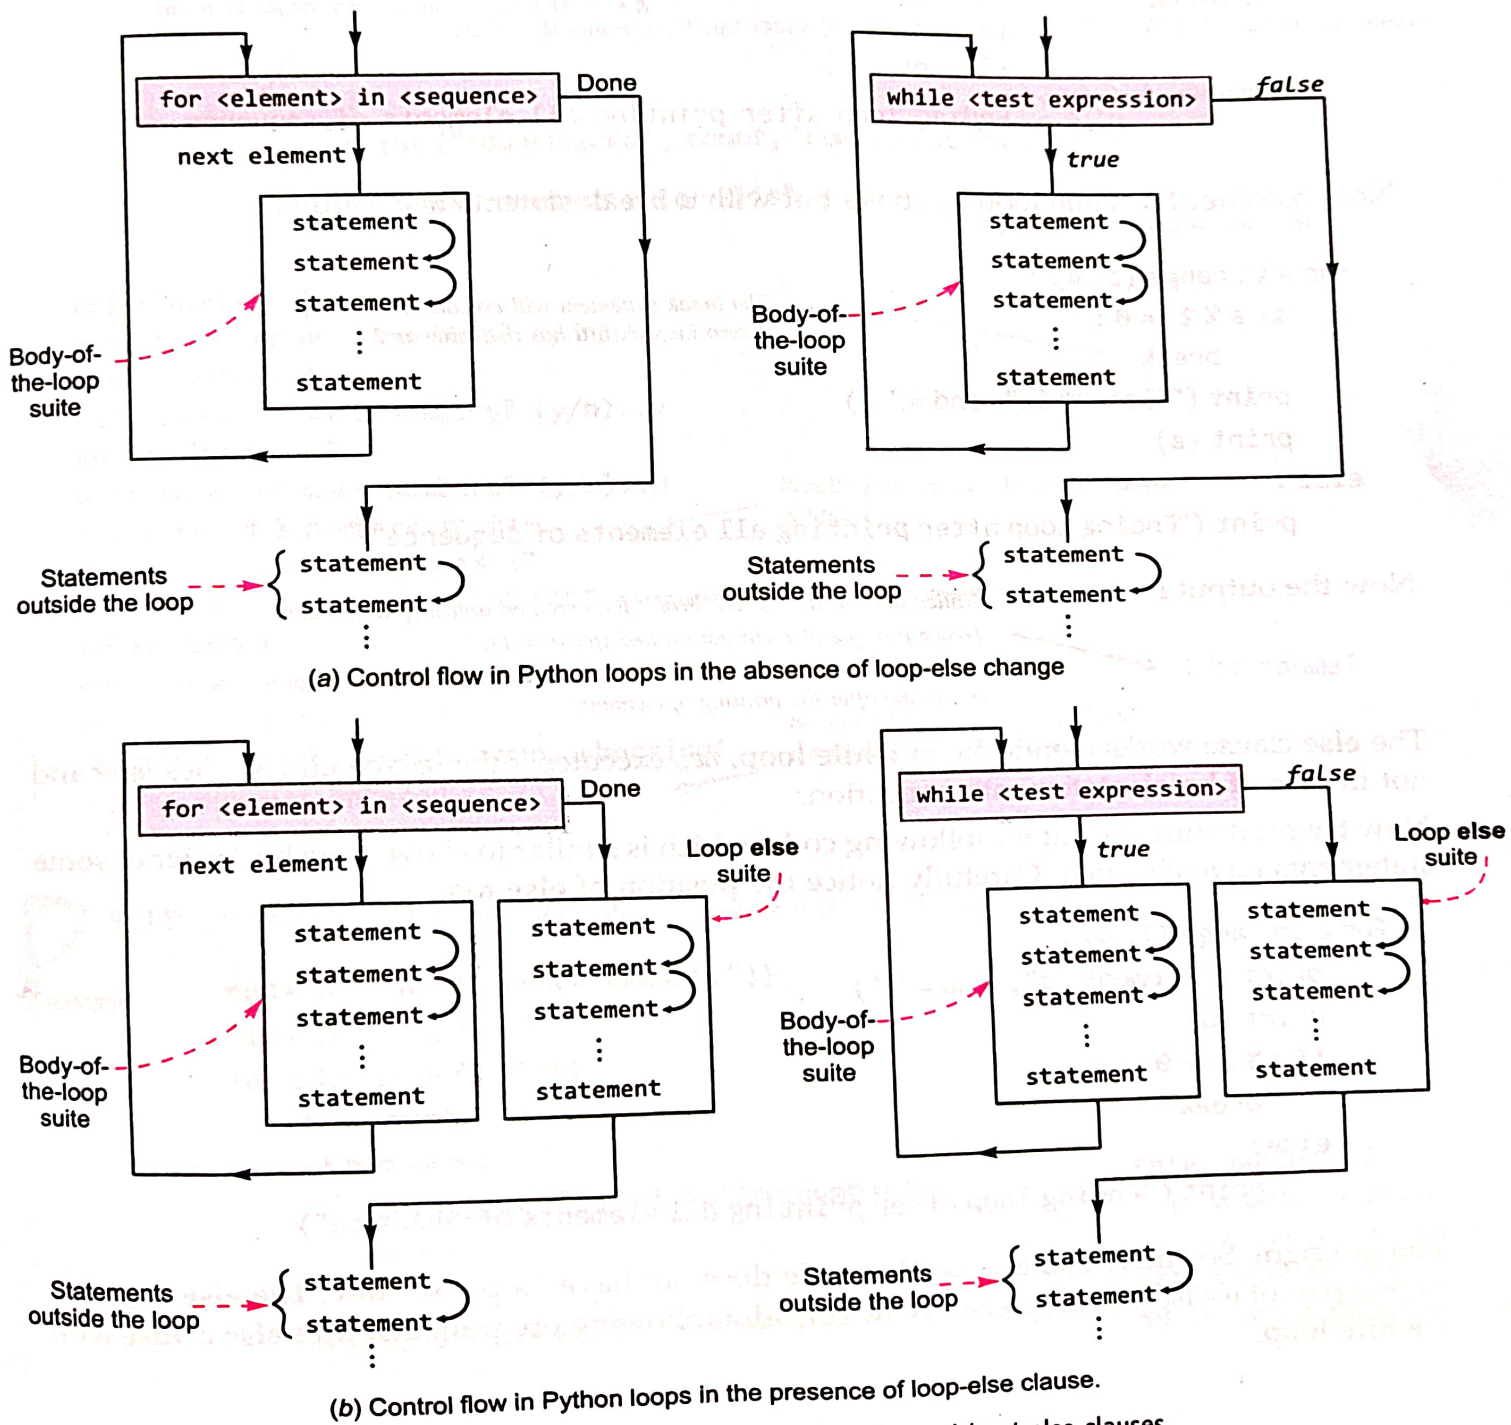 for <element> in <sequence>
Done
next element
statement
statement
statement
⋮
statement
Body-of-
the-loop
suite
Statements
outside the loop
statement
statement
⋮
while <test expression>
false
true
statement
statement
statement
⋮
statement
Body-of-
the-loop
suite
Statements
outside the loop
statement
statement
⋮
(a) Control flow in Python loops in the absence of loop-else change
for <element> in <sequence>
Done
next element
Loop else
suite
statement
statement
statement
⋮
statement
statement
statement
statement
⋮
statement
Body-of-
the-loop
suite
Statements
outside the loop
statement
statement
⋮
while <test expression>
false
true
Loop else
suite
statement
statement
statement
⋮
statement
statement
statement
statement
⋮
statement
Body-of-
the-loop
suite
Statements
outside the loop
statement
statement
⋮
(b) Control flow in Python loops in the presence of loop-else clause.
else clauses